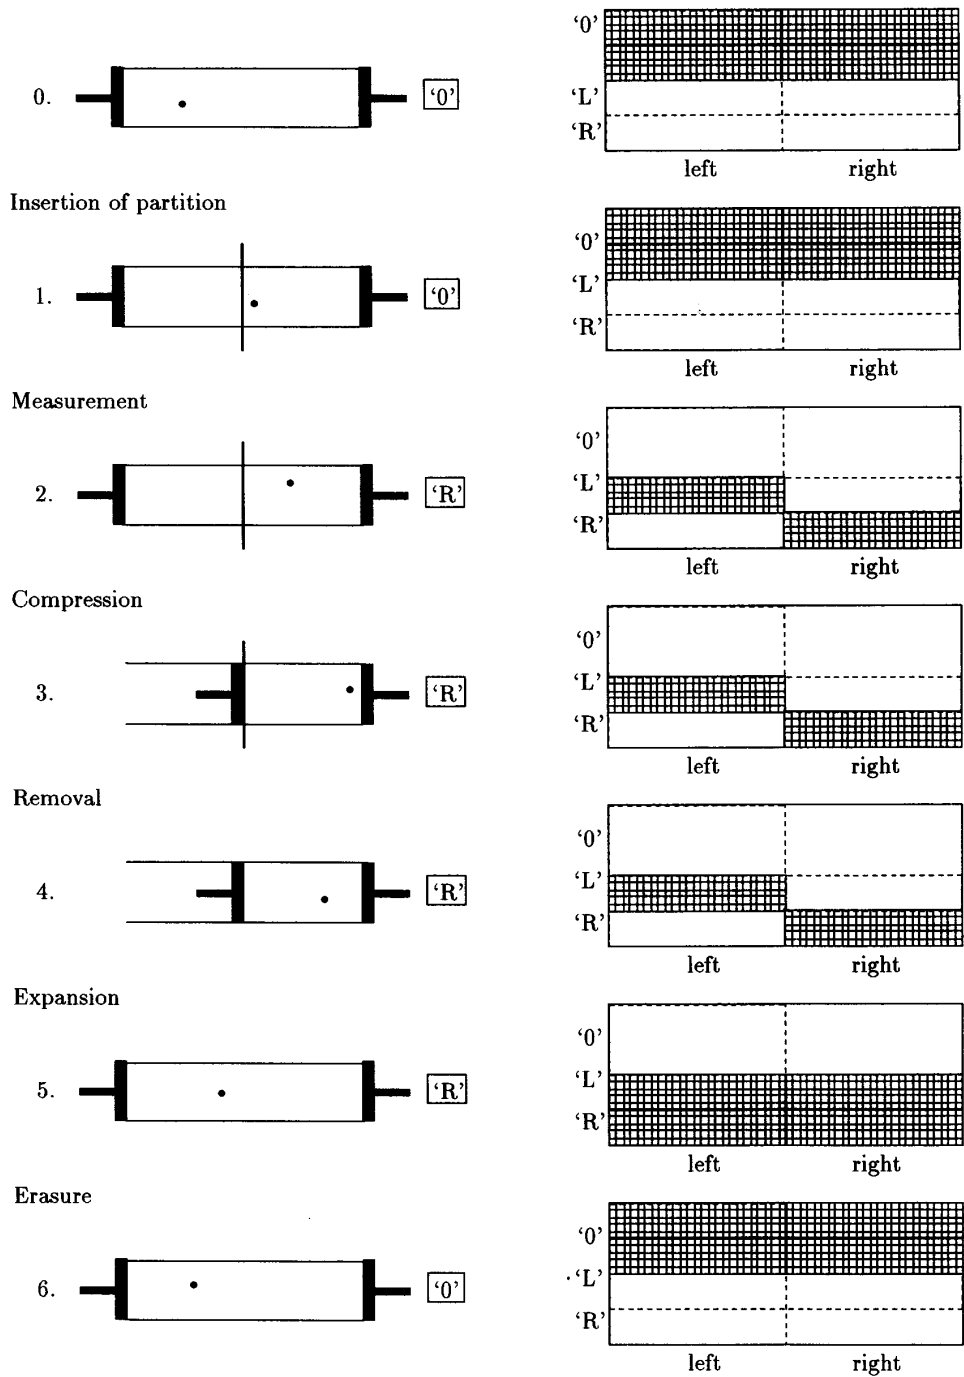 ‘0’
0.
‘0’
‘L’
‘R’
left right
Insertion of partition
‘0’
1.
‘0’
‘L’
‘R’
left right
Measurement
‘0’
2.
‘R’
‘L’
‘R’
left right
Compression
‘0’
3.
‘R’
‘L’
‘R’
left right
Removal
‘0’
4.
‘R’
‘L’
‘R’
left right
Expansion
‘0’
5.
‘R’
‘L’
‘R’
left right
Erasure
‘0’
6.
‘0’
‘L’
‘R’
left right